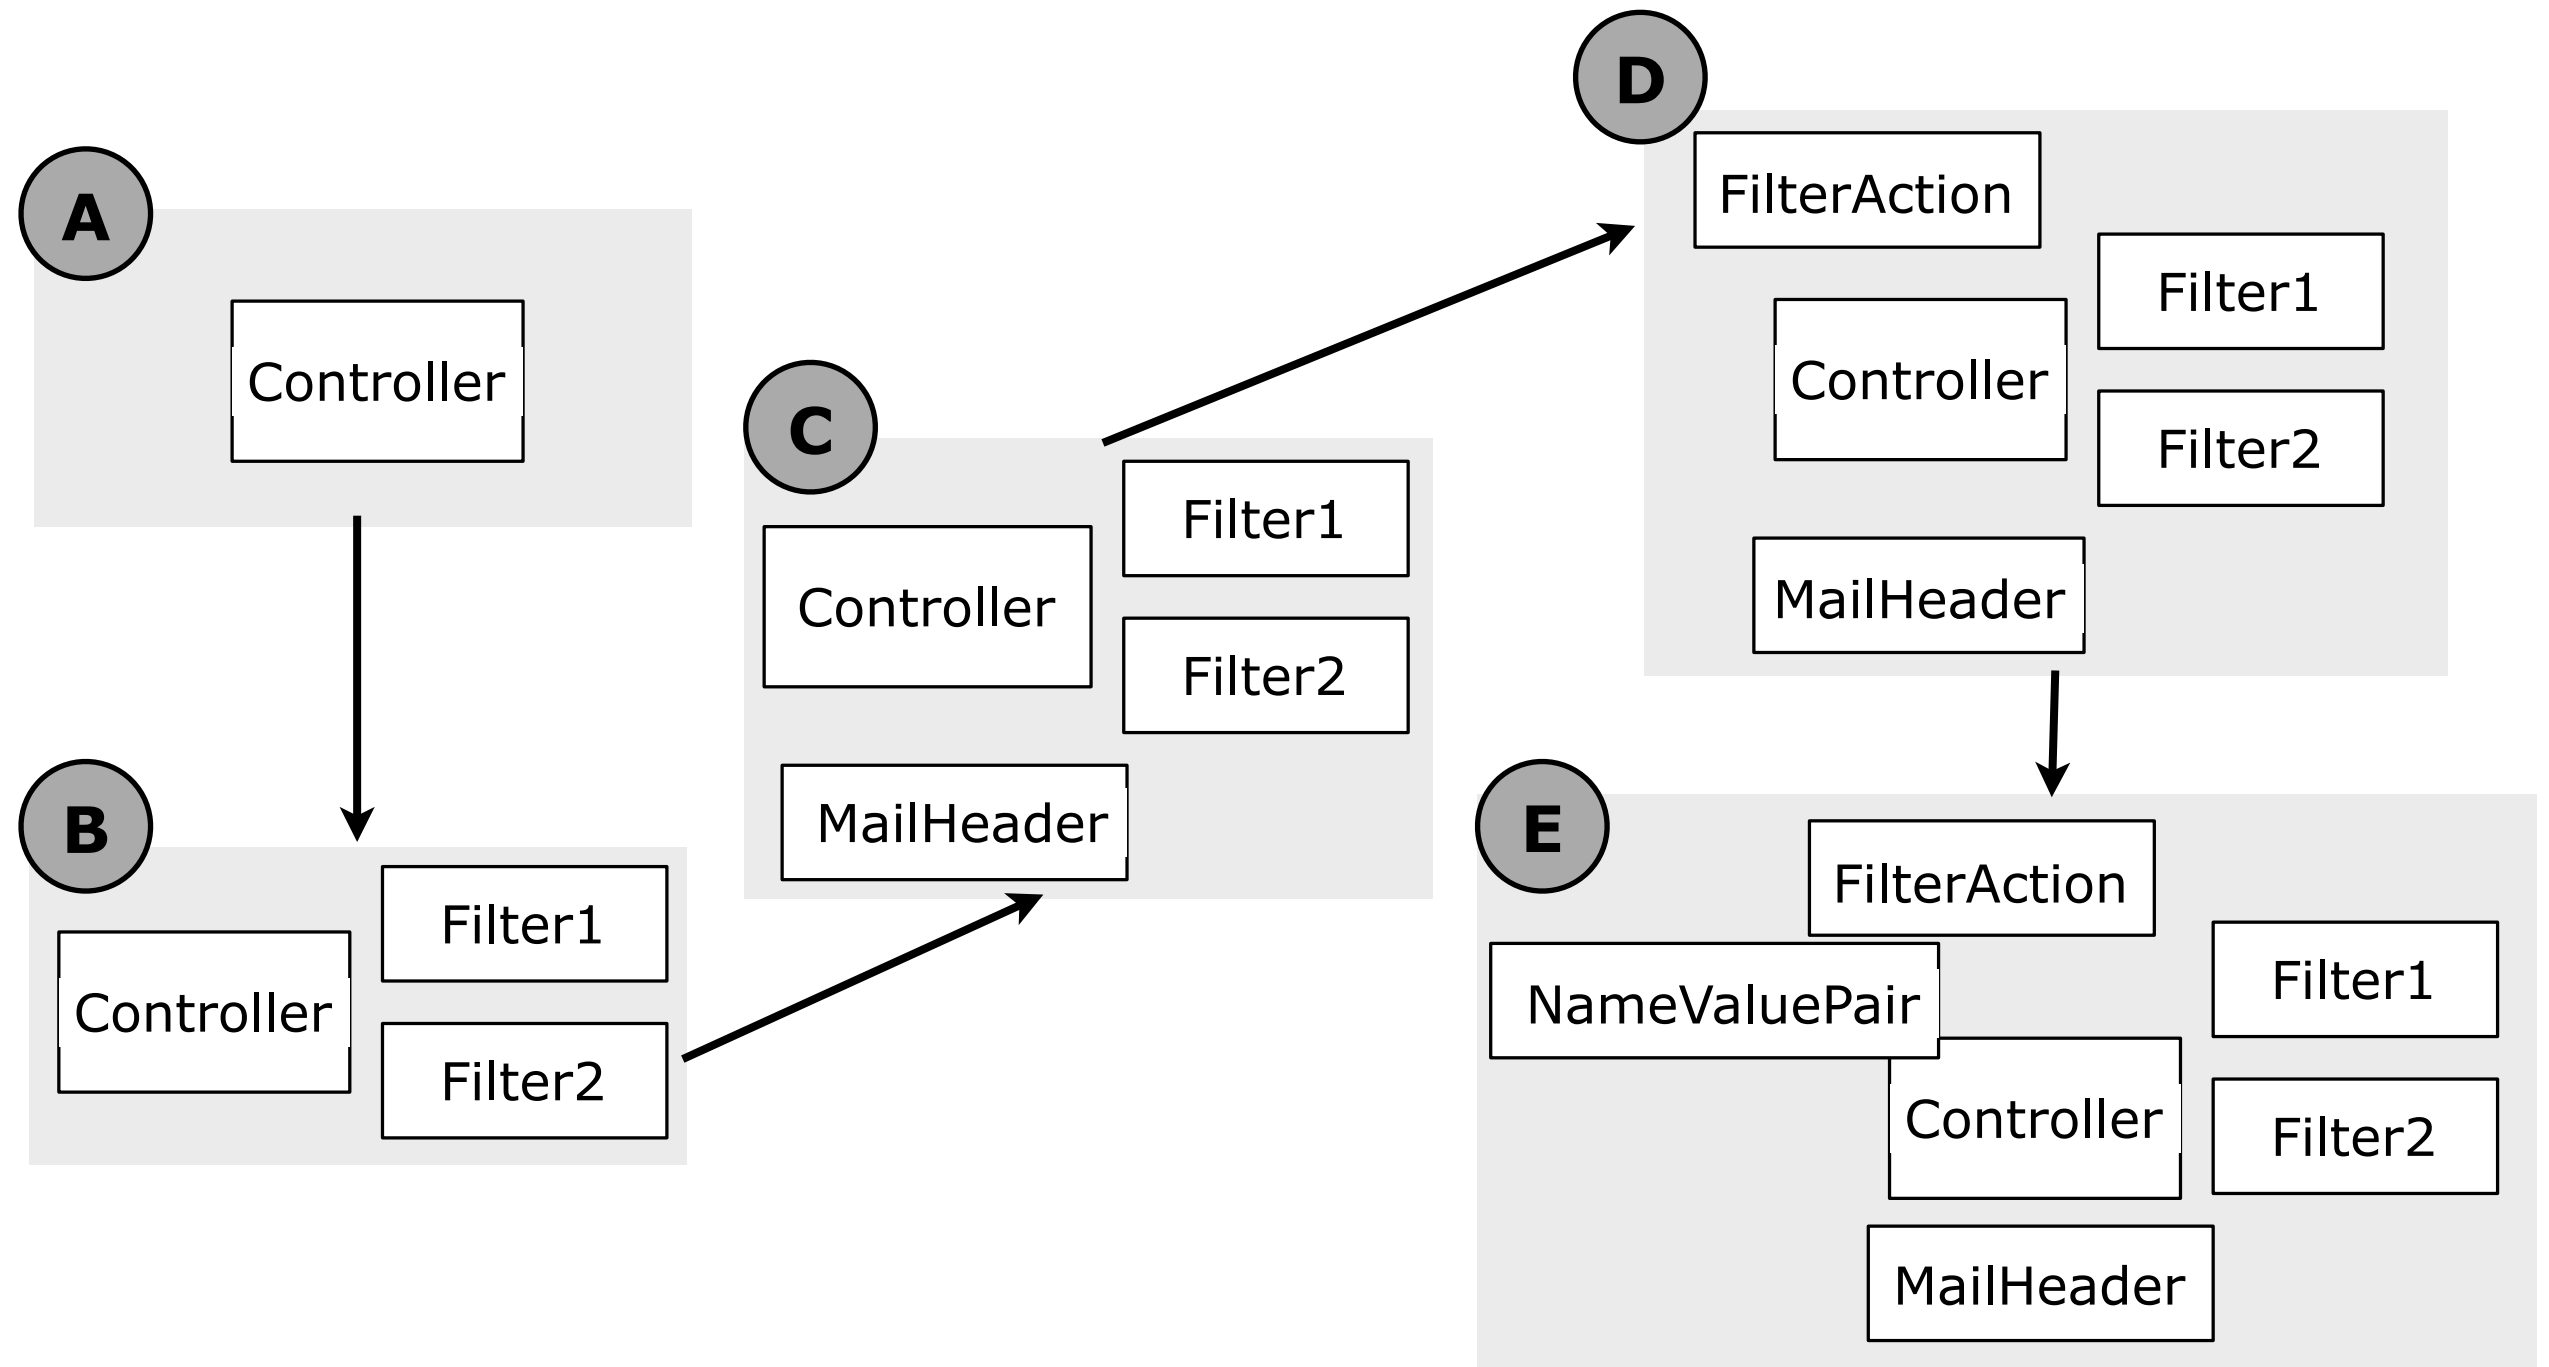 A
Controller
B
Filter1
Controller
Filter2
C
Filter1
Controller
Filter2
MailHeader
D
FilterAction
Filter1
Controller
Filter2
MailHeader
E
FilterAction
NameValuePair
Filter1
Controller
Filter2
MailHeader